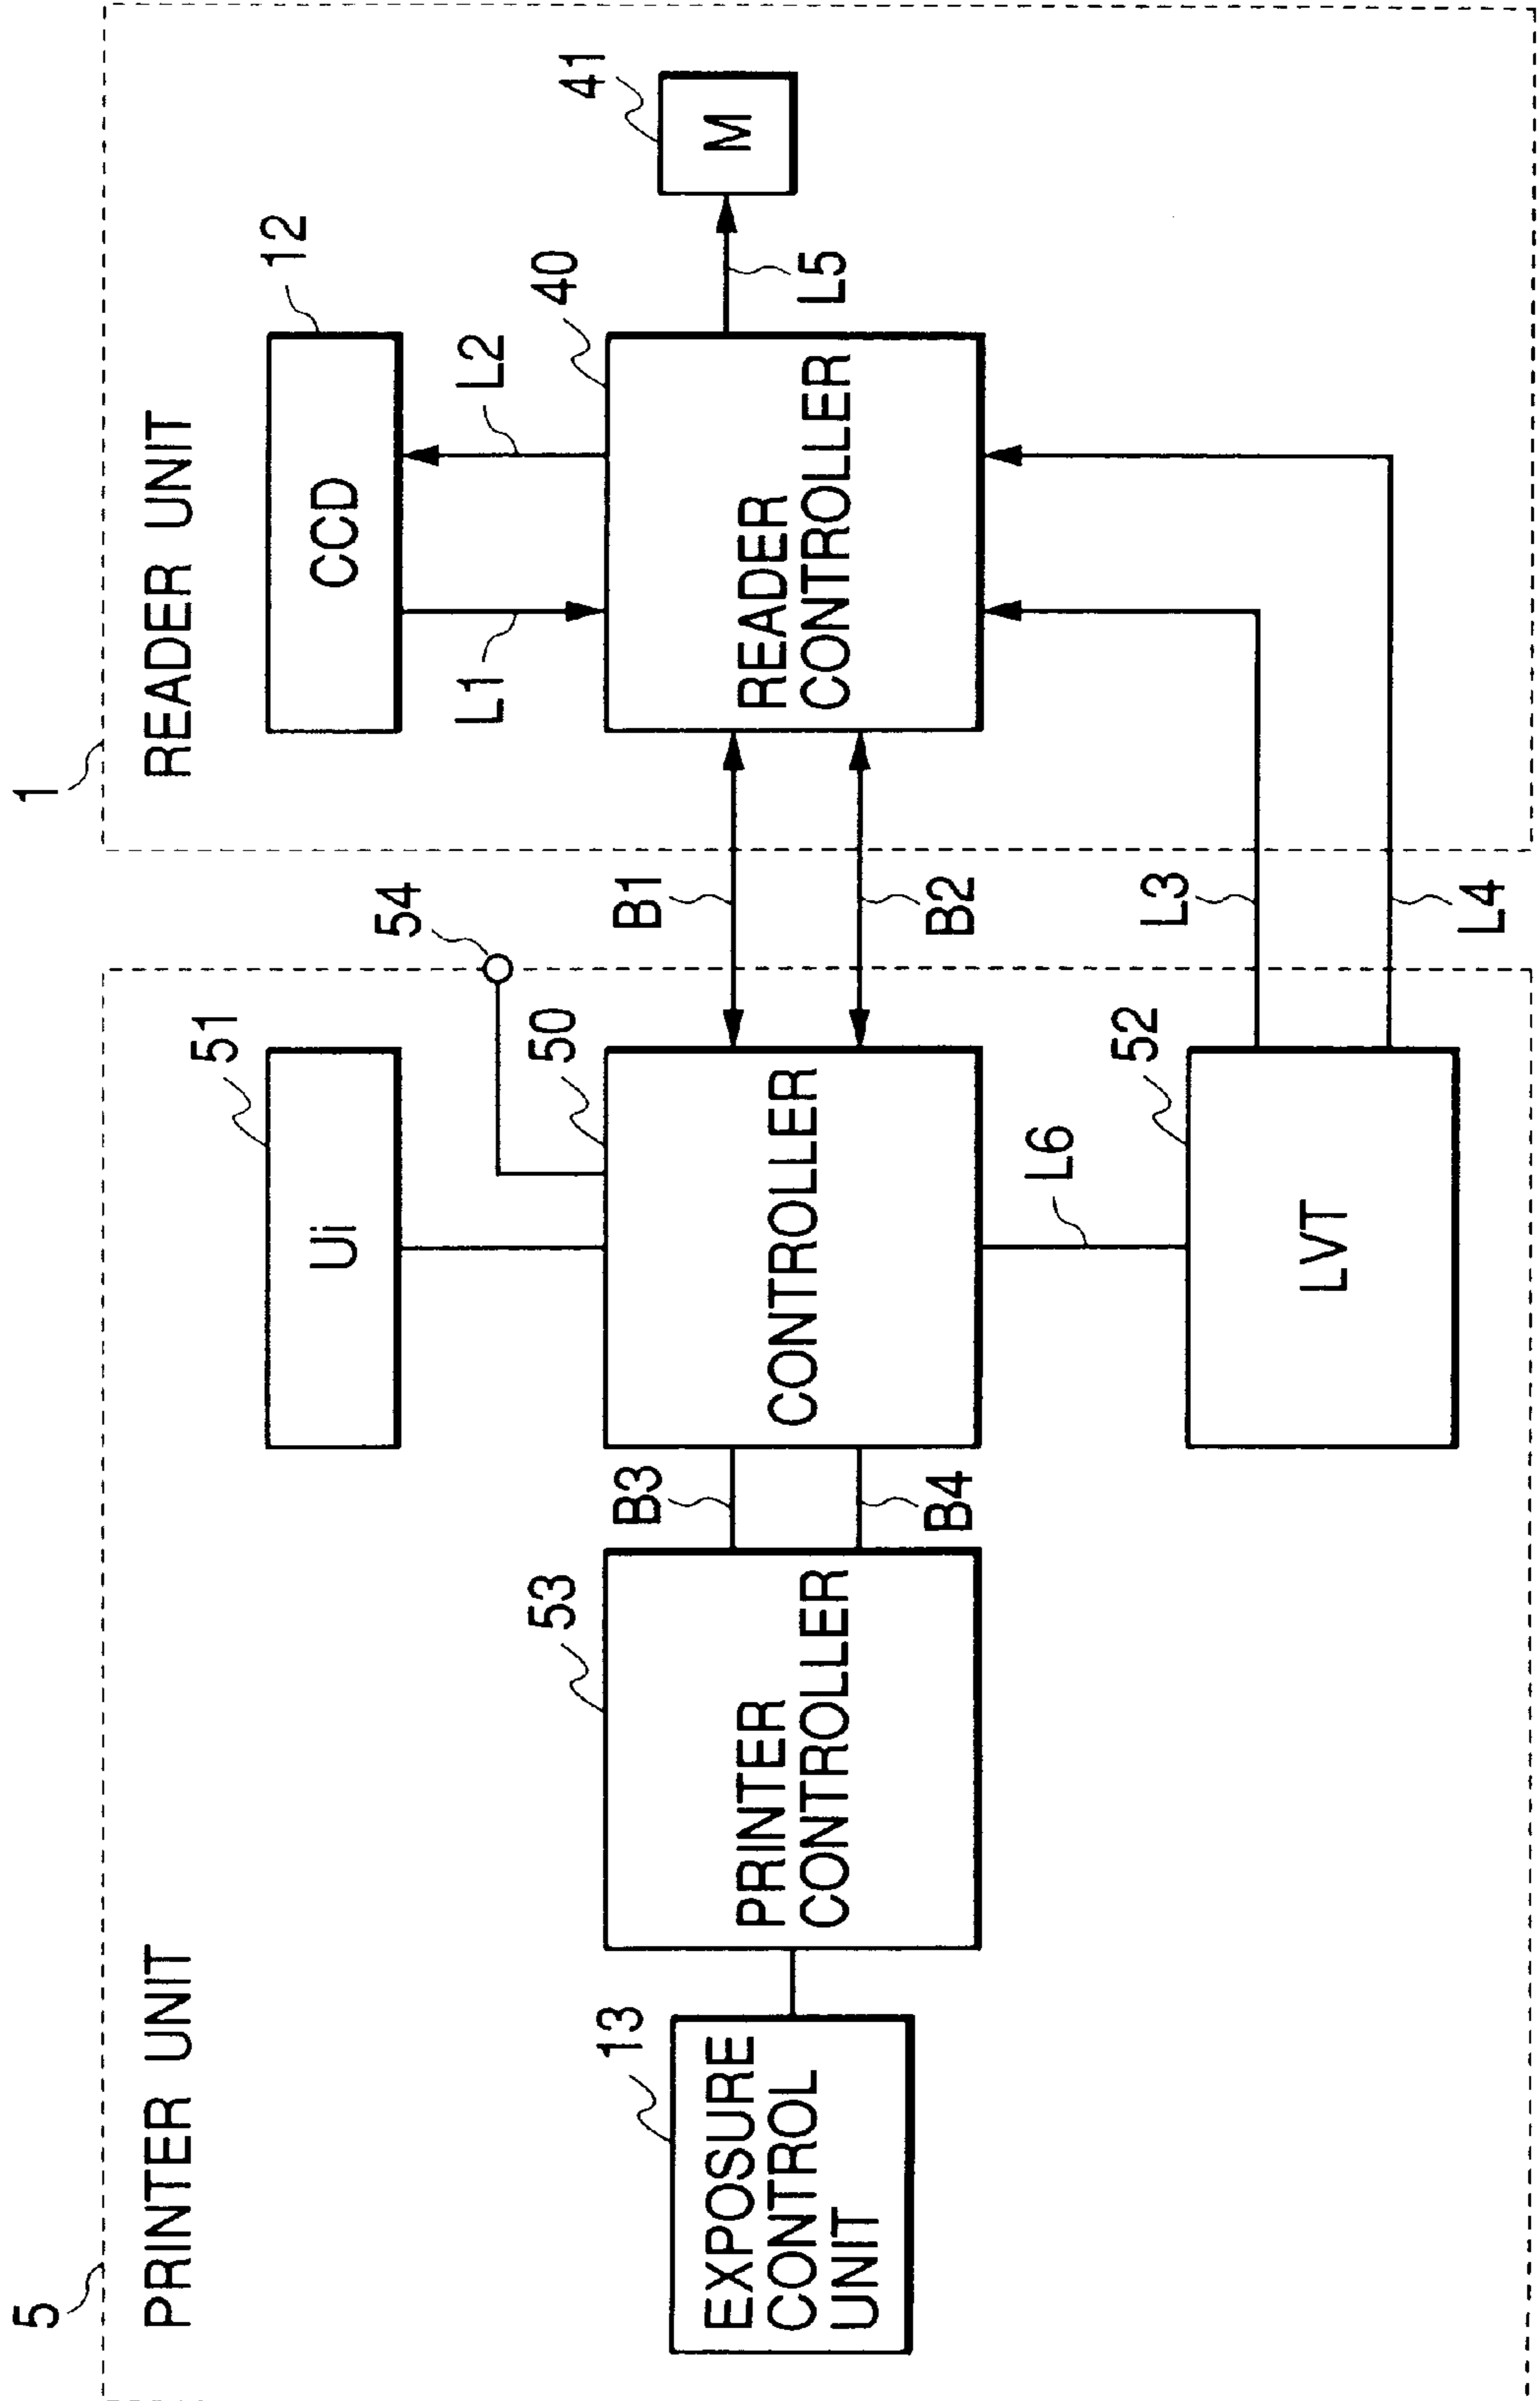 5
PRINTER UNIT
1
READER UNIT
51
Ui
54
CCD
12
13
EXPOSURE
CONTROL
UNIT
53
PRINTER
CONTROLLER
B3
B4
50
CONTROLLER
B1
B2
L1
L2
40
READER
CONTROLLER
L5
41
M
L6
52
LVT
L3
L4